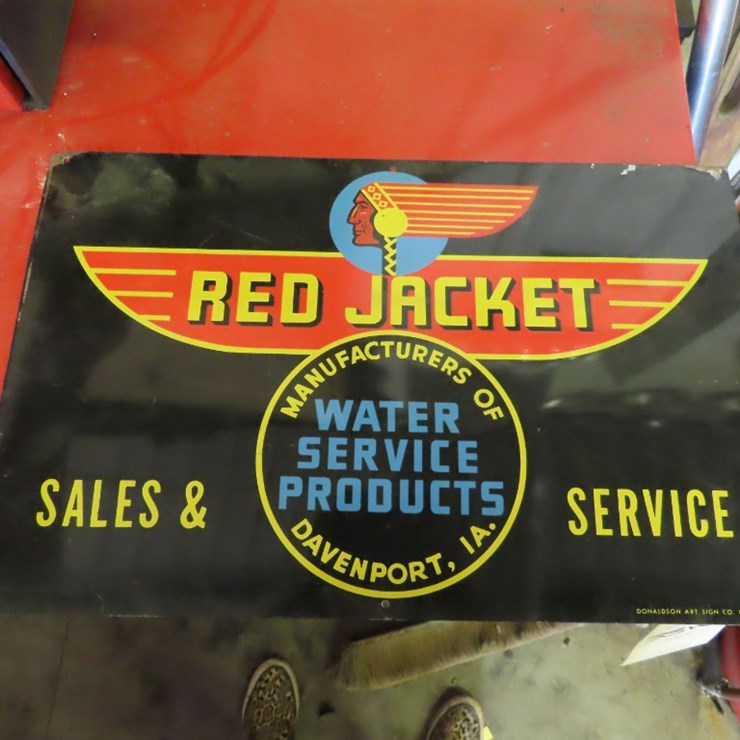 RED JACKET
MANUFACTURERS OF
WATER
SERVICE
PRODUCTS
DAVENPORT, IA.
SALES & SERVICE
DONALDSON ART SIGN CO.